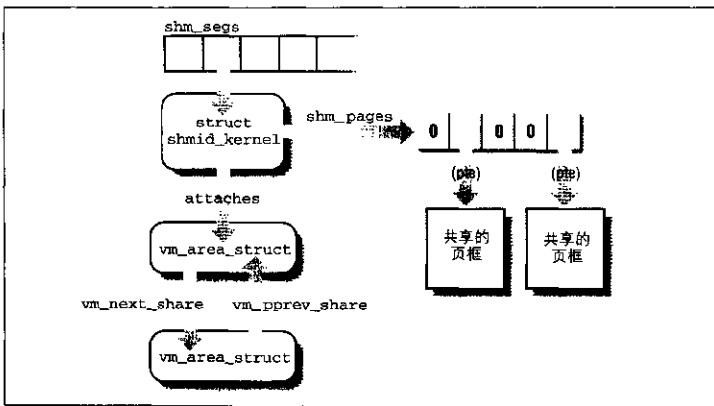 shm_segs
struct
shmid_kernel
shm_pages
0
0
0
(pte)
(pte)
attaches
vm_area_struct
共享的
页框
共享的
页框
vm_next_share
vm_pprev_share
vm_area_struct